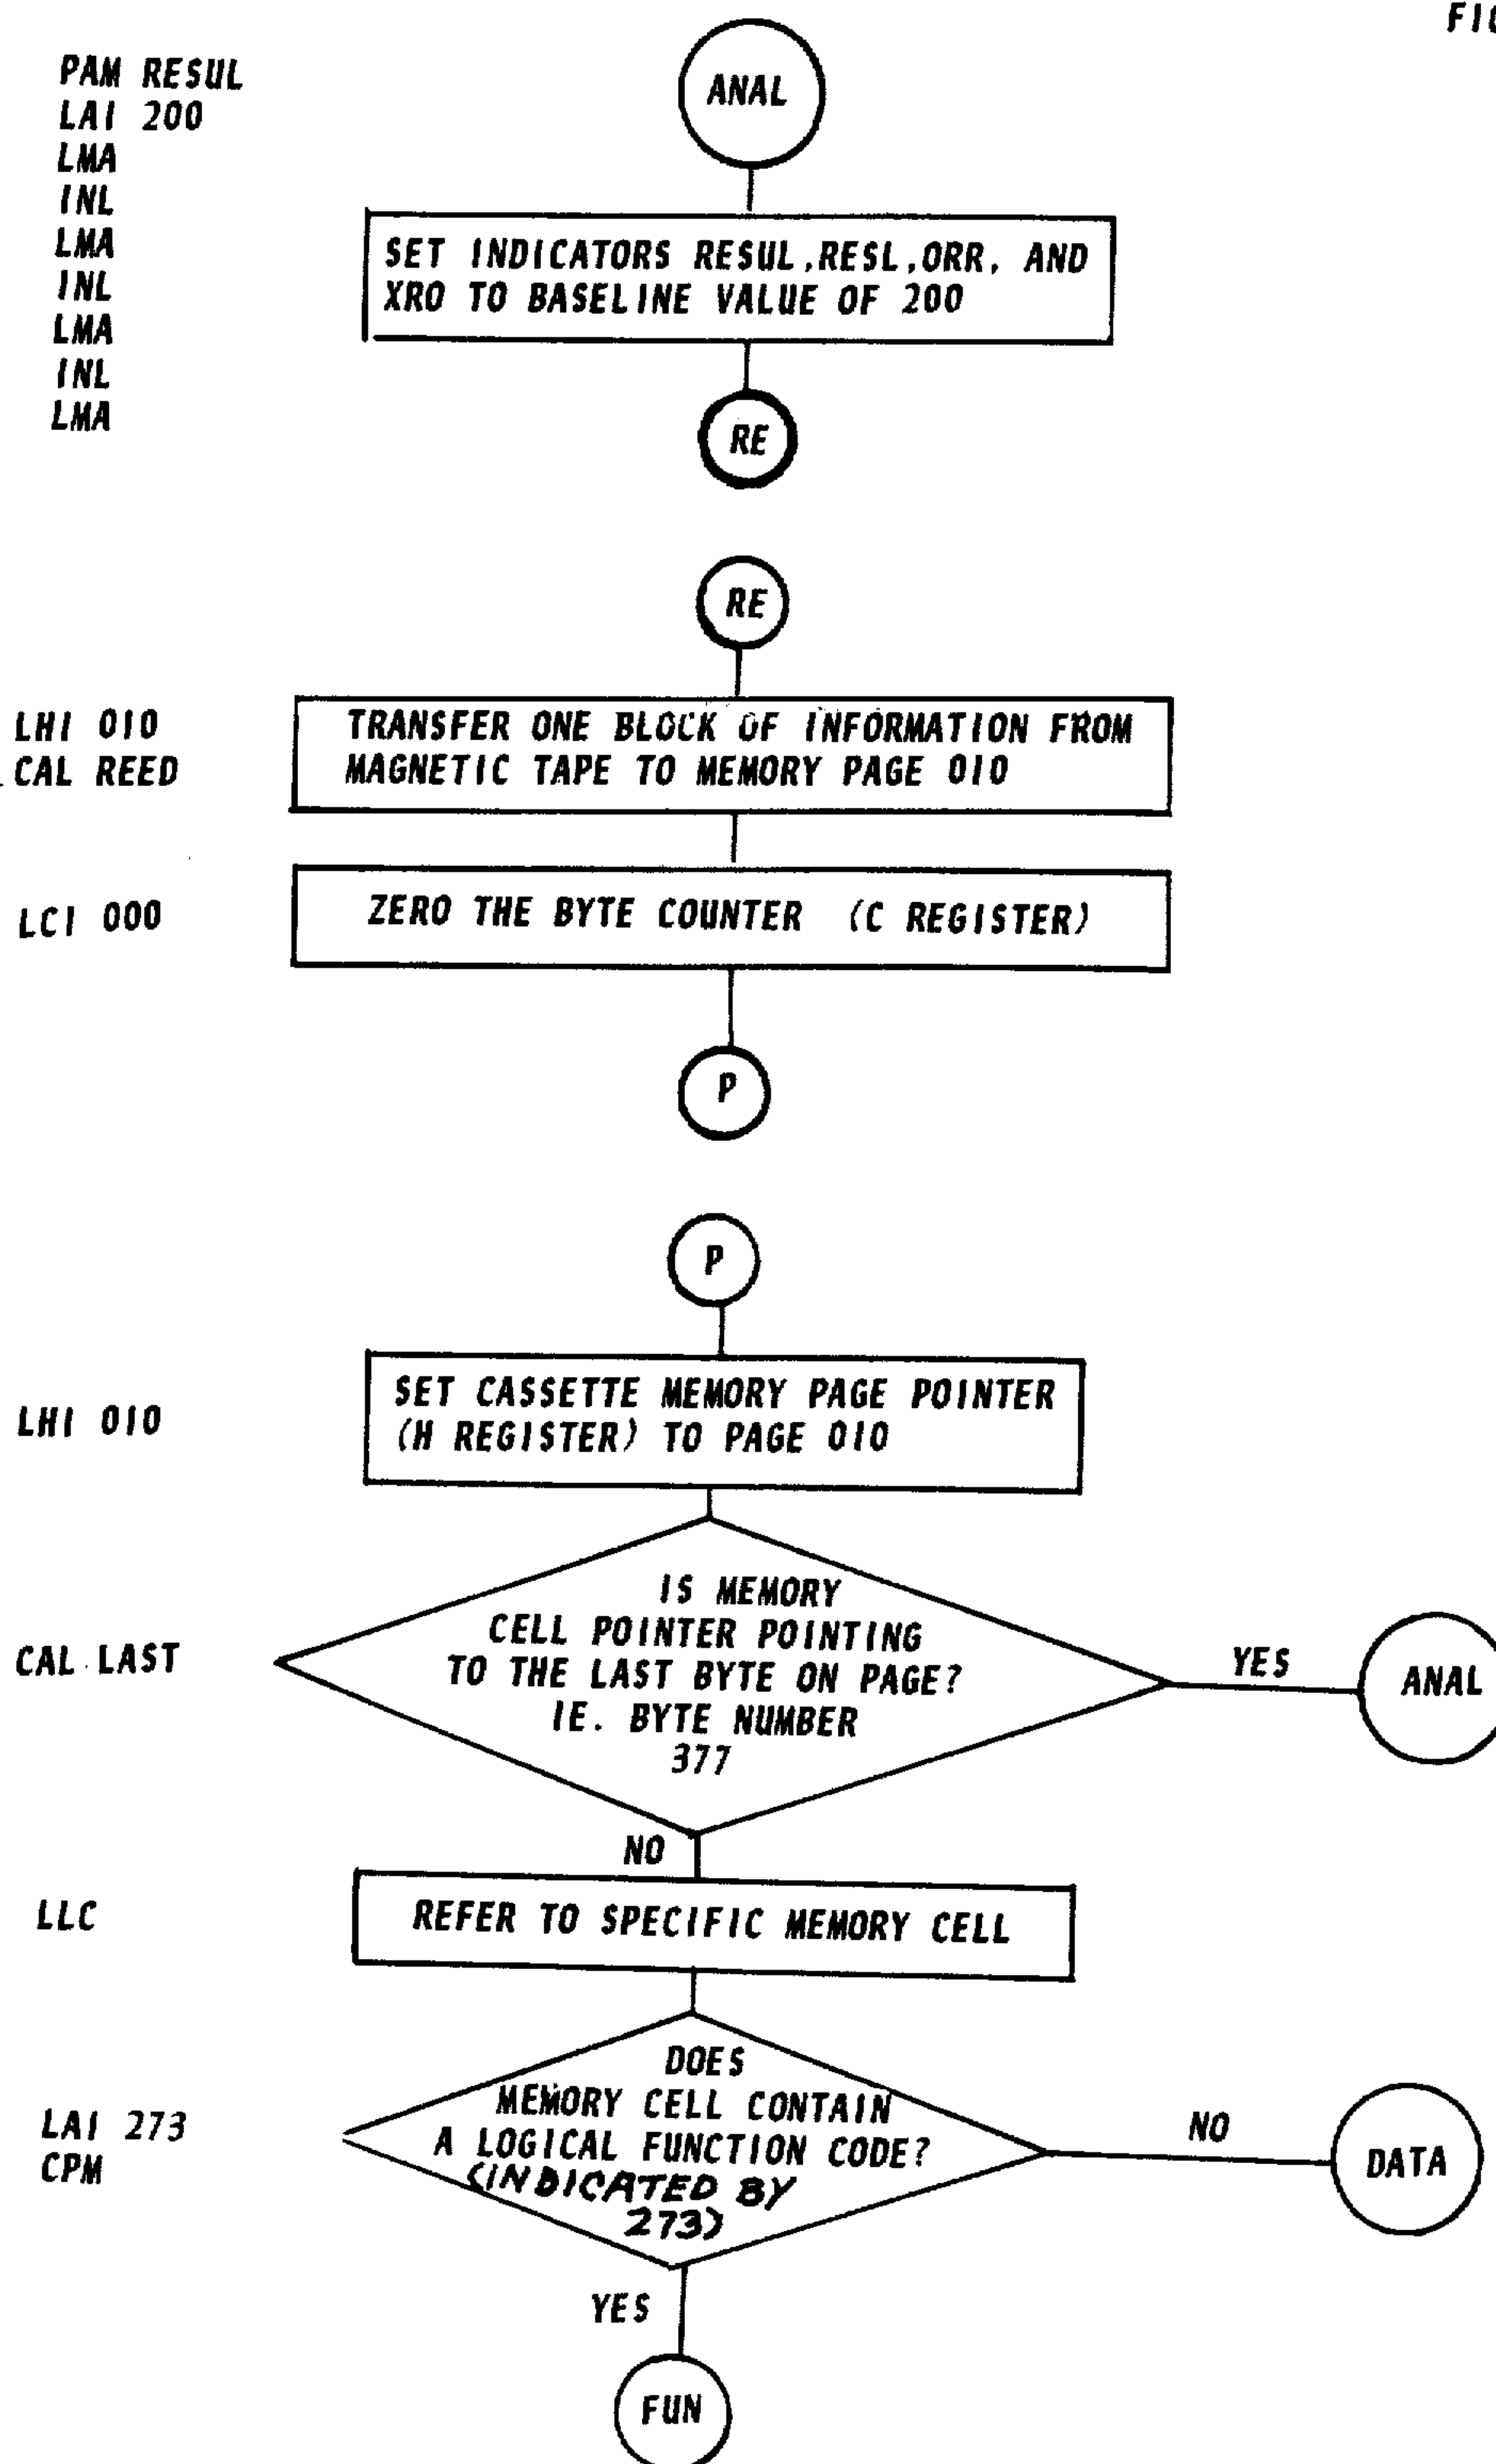 FIG
PAM RESUL
LAI 200
LMA
INL
LMA
INL
LMA
INL
LMA
ANAL
SET INDICATORS RESUL,RESL,ORR, AND
XRO TO BASELINE VALUE OF 200
RE
RE
LHI 010
CAL REED
TRANSFER ONE BLOCK OF INFORMATION FROM
MAGNETIC TAPE TO MEMORY PAGE 010
LCI 000
ZERO THE BYTE COUNTER (C REGISTER)
P
P
LHI 010
SET CASSETTE MEMORY PAGE POINTER
(H REGISTER) TO PAGE 010
CAL LAST
IS MEMORY
CELL POINTER POINTING
TO THE LAST BYTE ON PAGE?
IE. BYTE NUMBER
377
YES
ANAL
NO
LLC
REFER TO SPECIFIC MEMORY CELL
LAI 273
CPM
DOES
MEMORY CELL CONTAIN
A LOGICAL FUNCTION CODE?
(INDICATED BY
273)
NO
DATA
YES
FUN